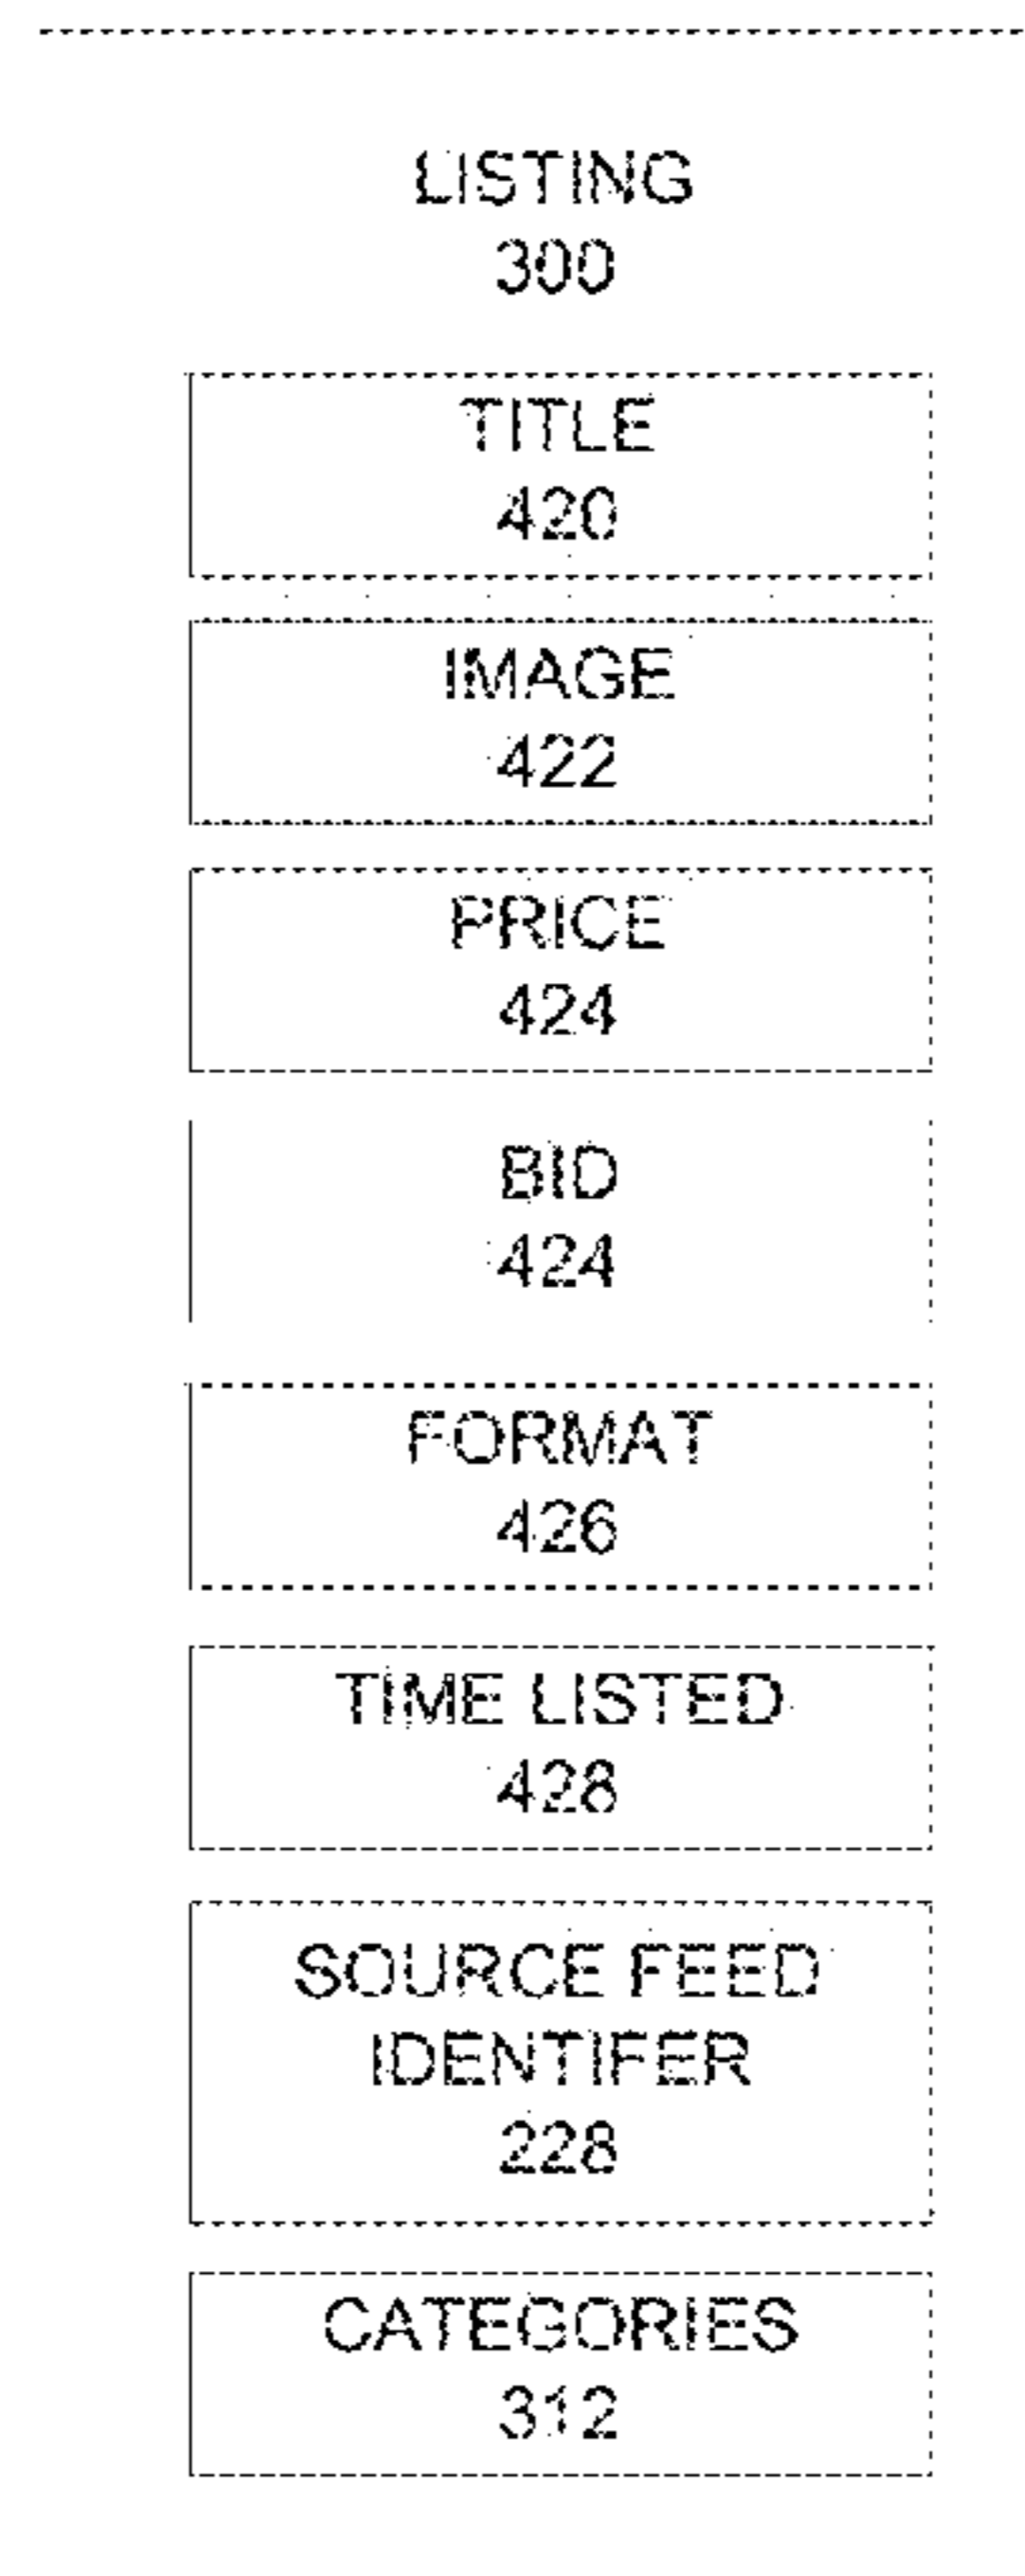 LISTING
300
TITLE
420
IMAGE
422
PRICE
424
BID
424
FORMAT
426
TIME LISTED
428
SOURCE FEED
IDENTIFER
228
CATEGORIES
312